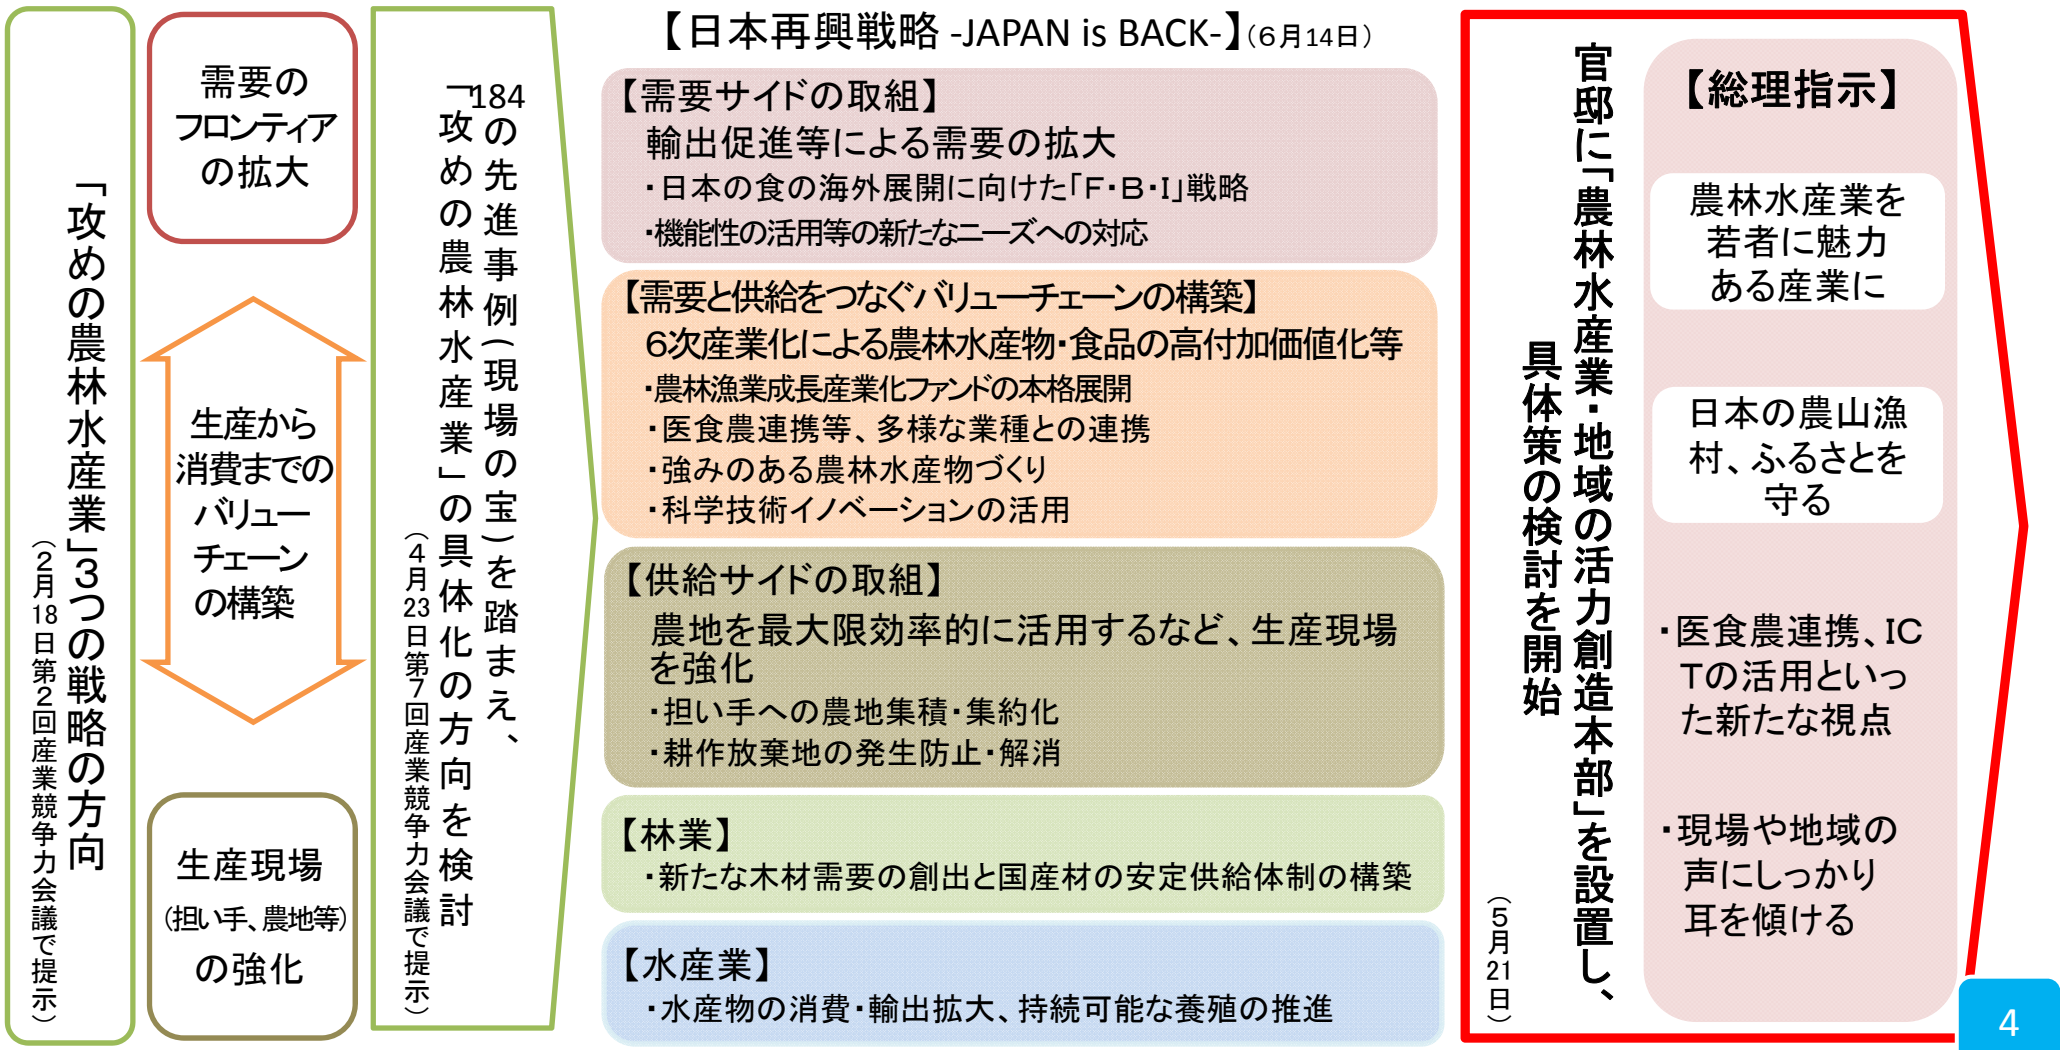 「攻めの農林水産業」3つの戦略の方向
（2月18日第2回産業競争力会議で提示）
需要の
フロンティア
の拡大
生産から
消費までの
バリュー
チェーン
の構築
生産現場
(担い手、農地等)
の強化
184の先進事例(現場の宝)を踏まえ、
「攻めの農林水産業」の具体化の方向を検討
（4月23日第7回産業競争力会議で提示）
【日本再興戦略 -JAPAN is BACK-】(6月14日)
【需要サイドの取組】
輸出促進等による需要の拡大
・日本の食の海外展開に向けた「F・B・I」戦略
・機能性の活用等の新たなニーズへの対応
【需要と供給をつなぐバリューチェーンの構築】
6次産業化による農林水産物・食品の高付加価値化等
・農林漁業成長産業化ファンドの本格展開
・医食農連携等、多様な業種との連携
・強みのある農林水産物づくり
・科学技術イノベーションの活用
【供給サイドの取組】
農地を最大限効率的に活用するなど、生産現場
を強化
・担い手への農地集積・集約化
・耕作放棄地の発生防止・解消
【林業】
・新たな木材需要の創出と国産材の安定供給体制の構築
【水産業】
・水産物の消費・輸出拡大、持続可能な養殖の推進
官邸に「農林水産業・地域の活力創造本部」を設置し、
具体策の検討を開始
（5月21日）
【総理指示】
農林水産業を
若者に魅力
ある産業に
日本の農山漁
村、ふるさとを
守る
・医食農連携、IC
Tの活用といっ
た新たな視点
・現場や地域の
声にしっかり
耳を傾ける
4